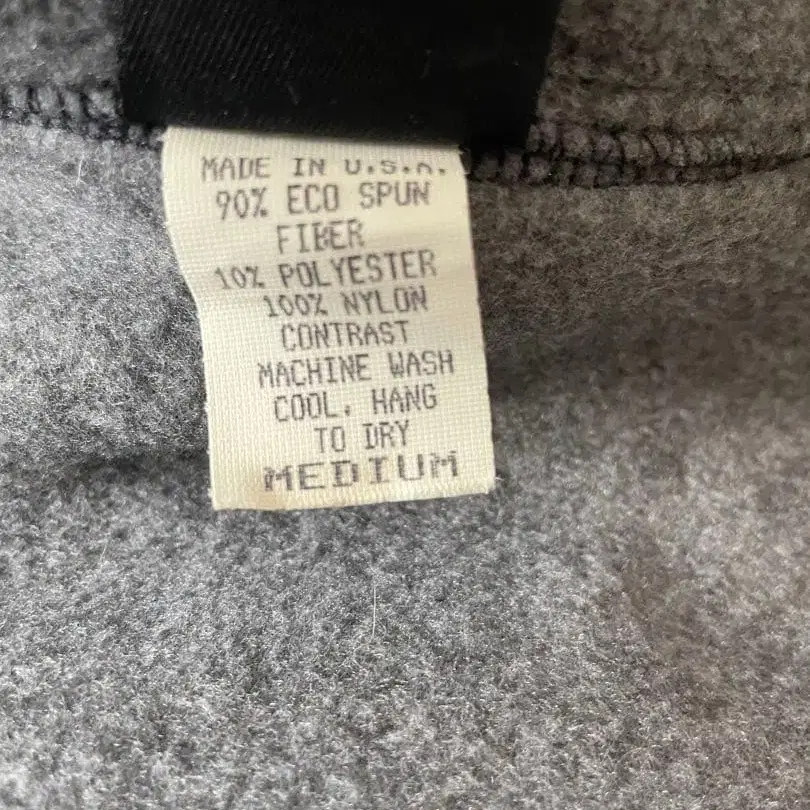 MADE IN U.S.A.
90% ECO SPUN
FIBER
10% POLYESTER
100% NYLON
CONTRAST
MACHINE WASH
COOL. HANG
TO DRY
MEDIUM